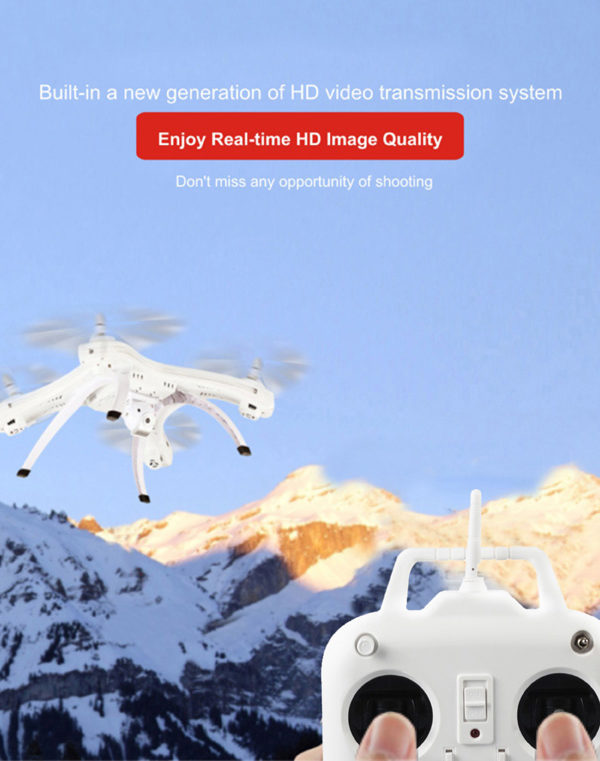 Built-in a new generation of HD video transmission system
Enjoy Real-time HD Image Quality
Don't miss any opportunity of shooting